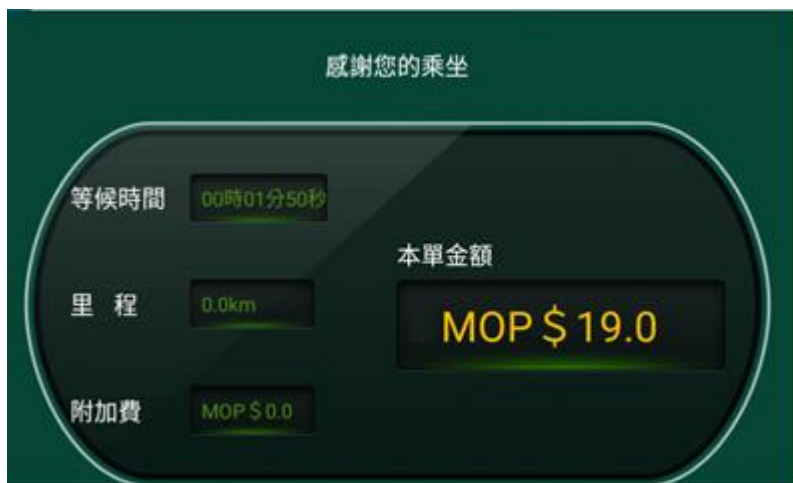 感謝您的乘坐
等候時間 00時01分50秒
本單金額
里 程 0.0km
MOP $ 19.0
附加費 MOP $ 0.0